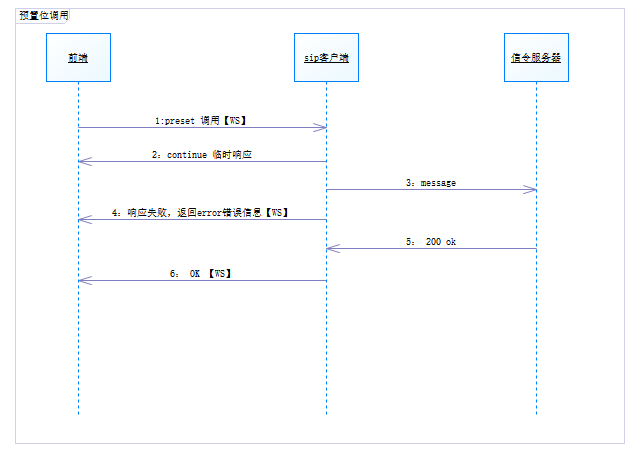 预置位调用
前端
sip客户端
信令服务器
1:preset 调用【WS】
2：continue 临时响应
3：message
4：响应失败，返回error错误信息【WS】
5： 200 ok
6： OK 【WS】